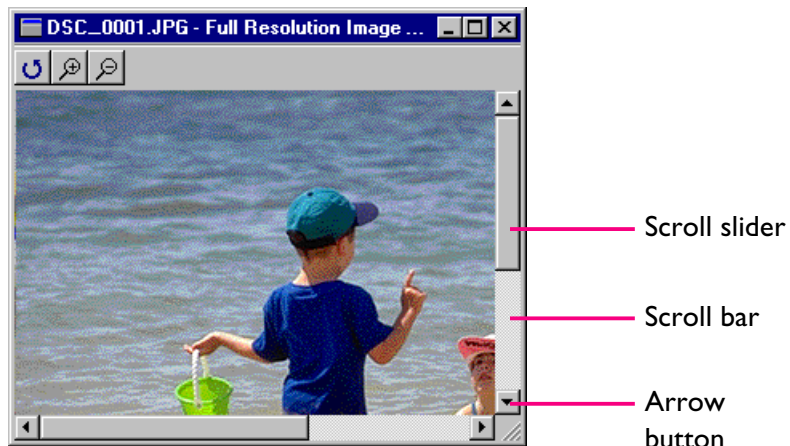 DSC_0001.JPG - Full Resolution Image ...
Scroll slider
Scroll bar
Arrow
button